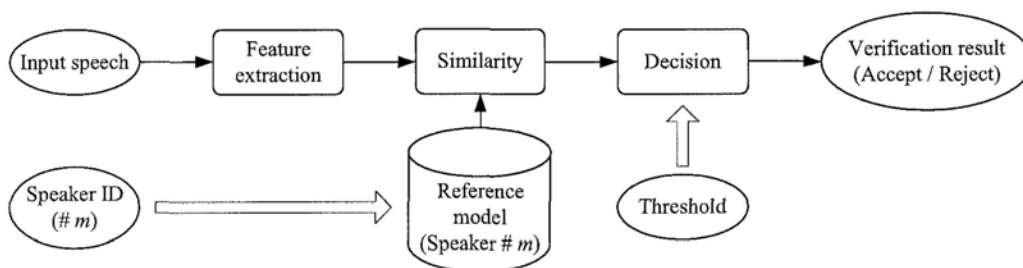 Input speech
Feature
extraction
Similarity
Decision
Verification result
(Accept / Reject)
Speaker ID
(# m)
Reference
model
(Speaker # m)
Threshold